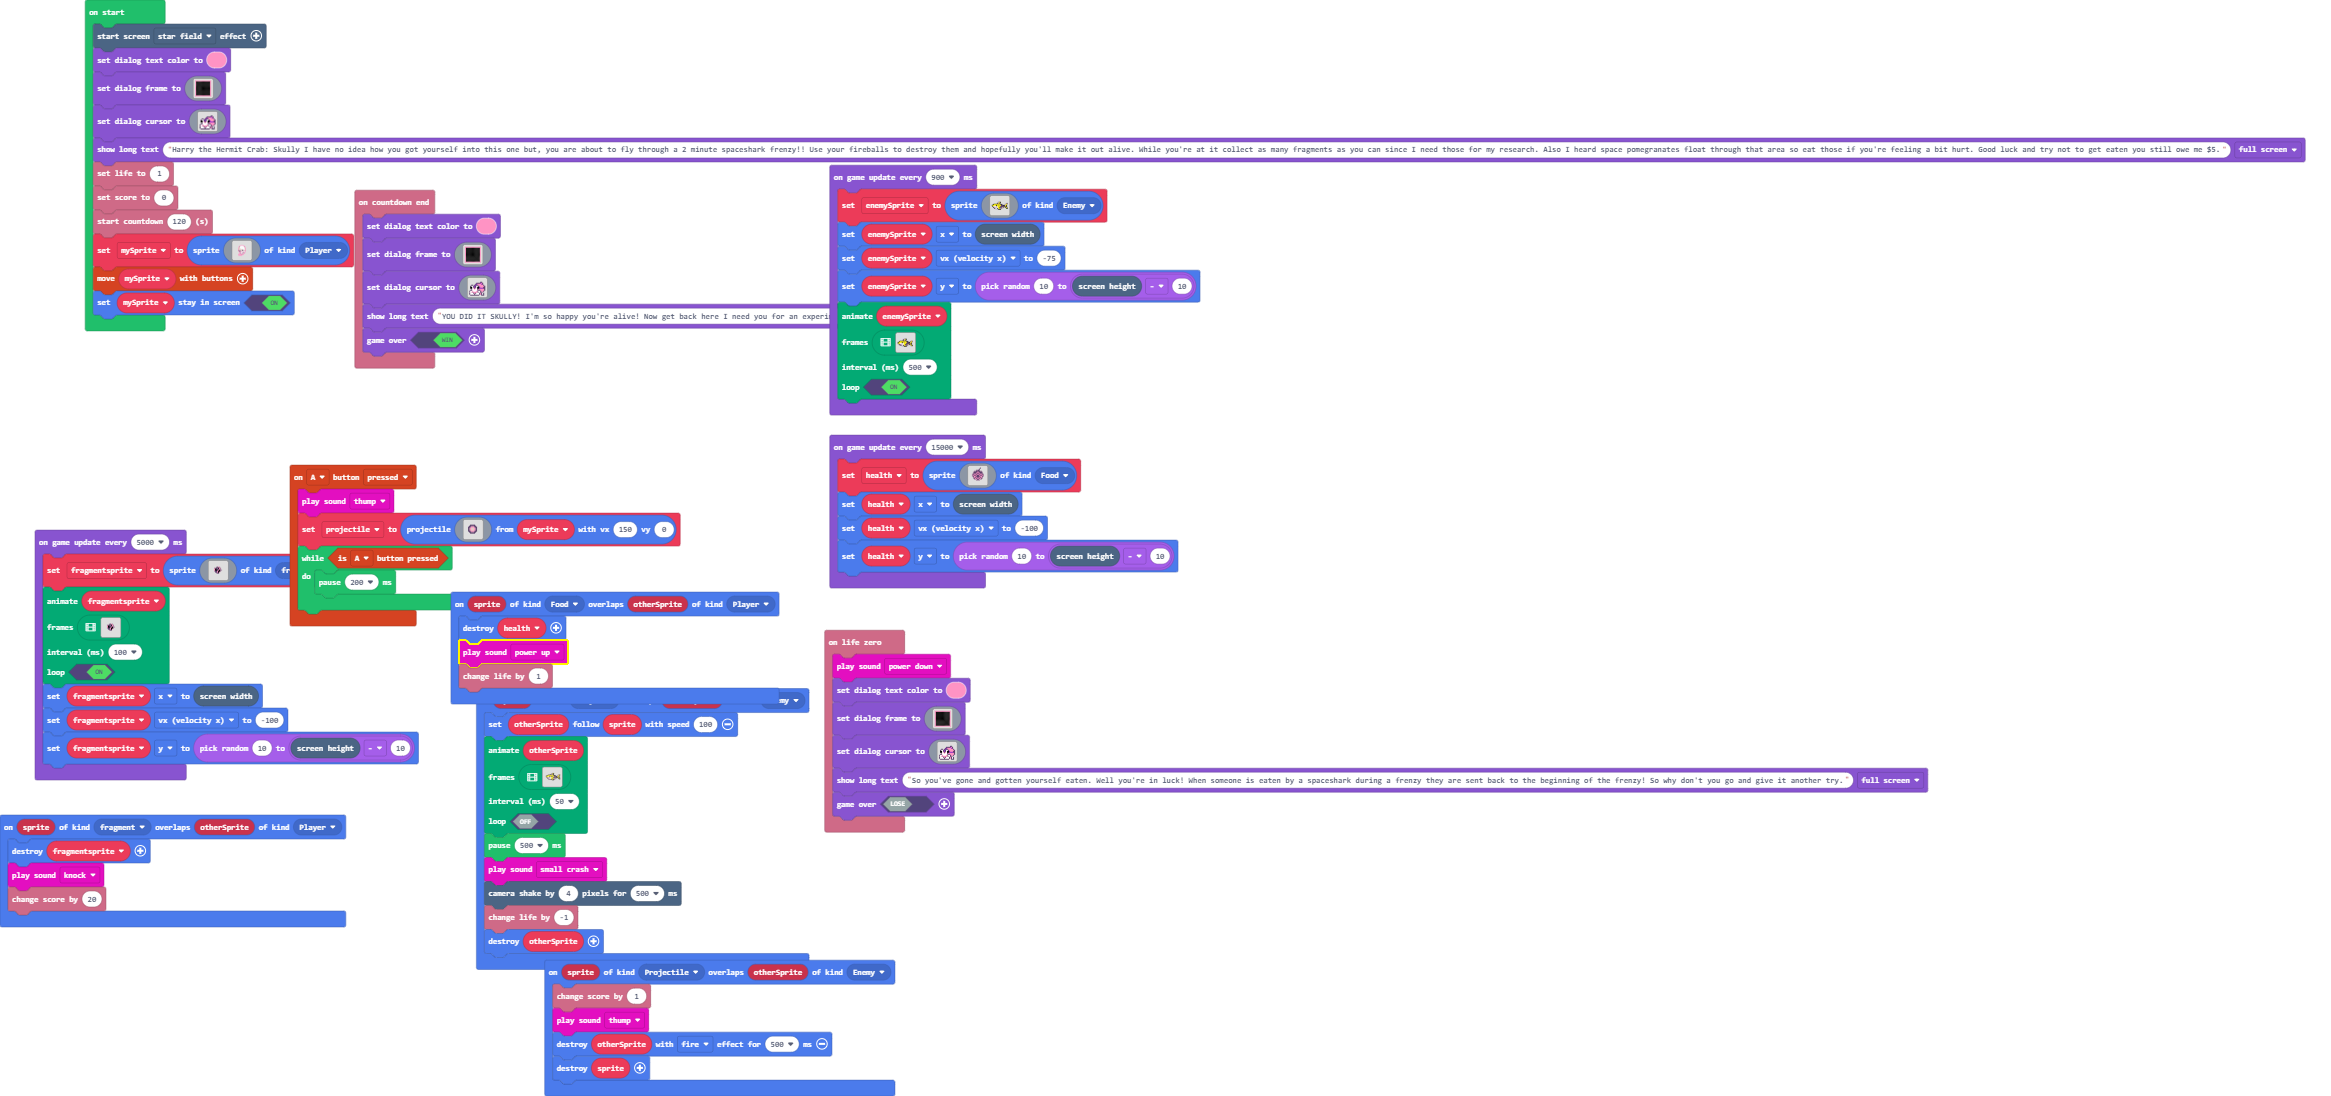 on start
start screen star field effect
set dialog text color to
set dialog frame to
set dialog cursor to
show long text "Harry the Hermit Crab: Skully I have no idea how you got yourself into this one but, you are about to fly through a 2 minute spaceshark frenzy!! Use your fireballs to destroy them and hopefully you'll make it out alive. While you're at it collect as many fragments as you can since I need those for my research. Also I heard space pomegranates float through that area so eat those if you're feeling a bit hurt. Good luck and try not to get eaten you still owe me $5." full screen
set life to 1
set score to 0
start countdown 120 (s)
set mySprite to sprite of kind Player
move mySprite with buttons
set mySprite stay in screen ON
on countdown end
set dialog text color to
set dialog frame to
set dialog cursor to
show long text "YOU DID IT SKULLY! I'm so happy you're alive! Now get back here I need you for an
game over WIN
on game update every 900 ms
set enemySprite to sprite of kind Enemy
set enemySprite x to screen width
set enemySprite vx (velocity x) to -75
set enemySprite y to pick random 10 to screen height - 10
animate enemySprite
frames
interval (ms) 500
loop ON
on game update every 15000 ms
set health to sprite of kind Food
set health x to screen width
set health vx (velocity x) to -100
set health y to pick random 10 to screen height - 10
on A button pressed
play sound thump
set projectile to projectile from mySprite with vx 150 vy 0
while is A button pressed
do
pause 200 ms
on game update every 5000 ms
set fragmentsprite to sprite of kind
animate fragmentsprite
frames
interval (ms) 100
loop ON
set fragmentsprite x to screen width
set fragmentsprite vx (velocity x) to -100
set fragmentsprite y to pick random 10 to screen height - 10
on sprite of kind Food overlaps otherSprite of kind Player
destroy health
play sound power up
change life by 1
set otherSprite follow sprite with speed 100
animate otherSprite
frames
interval (ms) 50
loop OFF
pause 500 ms
play sound small crash
camera shake by 4 pixels for 500 ms
change life by -1
destroy otherSprite
on life zero
play sound power down
set dialog text color to
set dialog frame to
set dialog cursor to
show long text "So you've gone and gotten yourself eaten. Well you're in luck! When someone is eaten by a spaceshark during a frenzy they are sent back to the beginning of the frenzy! So why don't you go and give it another try." full screen
game over LOSE
on sprite of kind fragment overlaps otherSprite of kind Player
destroy fragmentsprite
play sound knock
change score by 20
on sprite of kind Projectile overlaps otherSprite of kind Enemy
change score by 1
play sound thump
destroy otherSprite with fire effect for 500 ms
destroy sprite